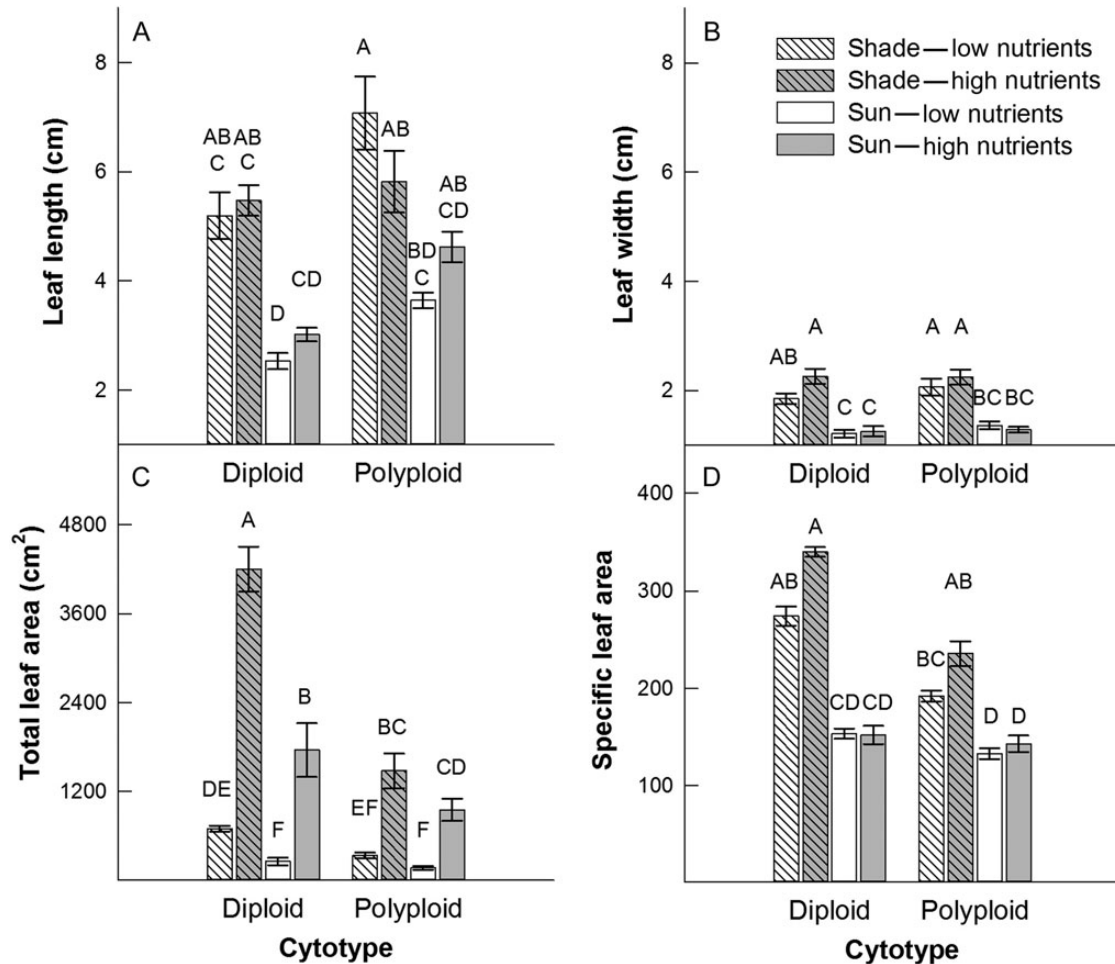 A
8
6
4
2
Leaf length (cm)
AB
C
AB
C
D
CD
A
AB
BD
C
AB
CD
Diploid
Polyploid
B
8
6
4
2
Leaf width (cm)
Shade—low nutrients
Shade—high nutrients
Sun—low nutrients
Sun—high nutrients
AB
A
C
C
A
A
BC
BC
Diploid
Polyploid
C
4800
3600
2400
1200
Total leaf area (cm²)
DE
A
F
B
EF
BC
F
CD
Diploid
Polyploid
Cytotype
D
400
300
200
100
Specific leaf area
AB
A
CD
CD
BC
AB
D
D
Diploid
Polyploid
Cytotype